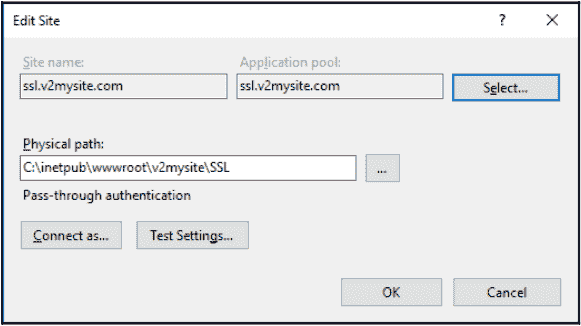 Edit Site
?
Site name:
Application pool:
ssl.v2mysite.com
ssl.v2mysite.com
Select...
Physical path:
C:\inetpub\wwwroot\v2mysite\SSL
...
Pass-through authentication
Connect as...
Test Settings...
OK
Cancel